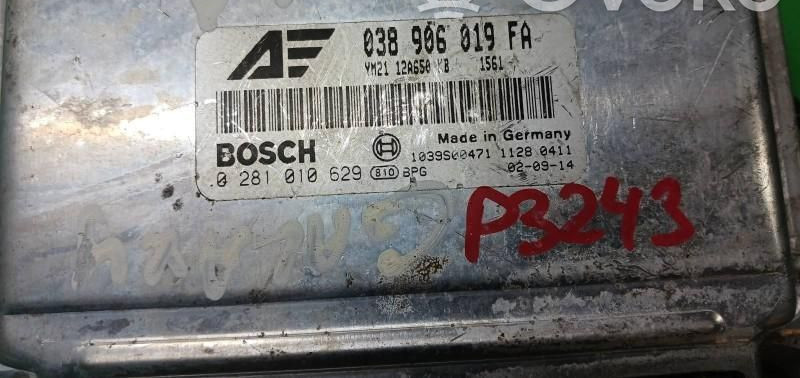 038 906 019 FA
YM21 12A650 KB 1561
BOSCH
Made in Germany
1039S00471 1128 0411
0 281 010 629 810 BPG 02-09-14
P3243